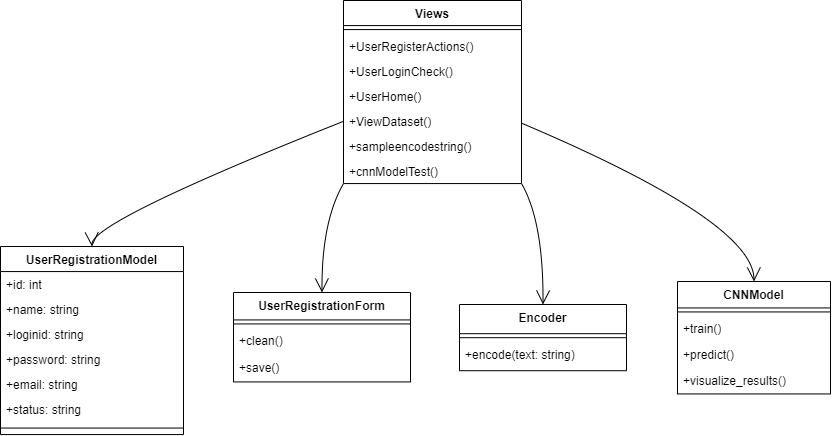 Views
+UserRegisterActions()
+UserLoginCheck()
+UserHome()
+ViewDataset()
+sampleencodestring()
+cnnModelTest()
UserRegistrationModel
+id: int
+name: string
+loginid: string
+password: string
+email: string
+status: string
UserRegistrationForm
+clean()
+save()
Encoder
+encode(text: string)
CNNModel
+train()
+predict()
+visualize_results()